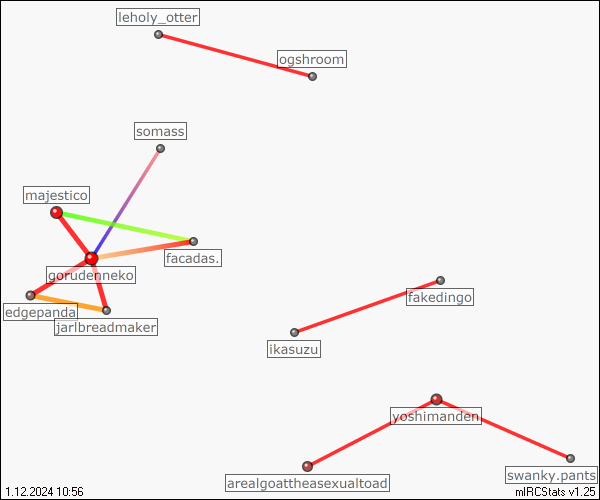 leholy_otter
ogshroom
somass
majestico
facadas.
gorudenneko
edgepanda
jarlbreadmaker
fakedingo
ikasuzu
yoshimanden
swanky.pants
arealgoattheasexualtoad
1.12.2024 10:56
mIRCStats v1.25